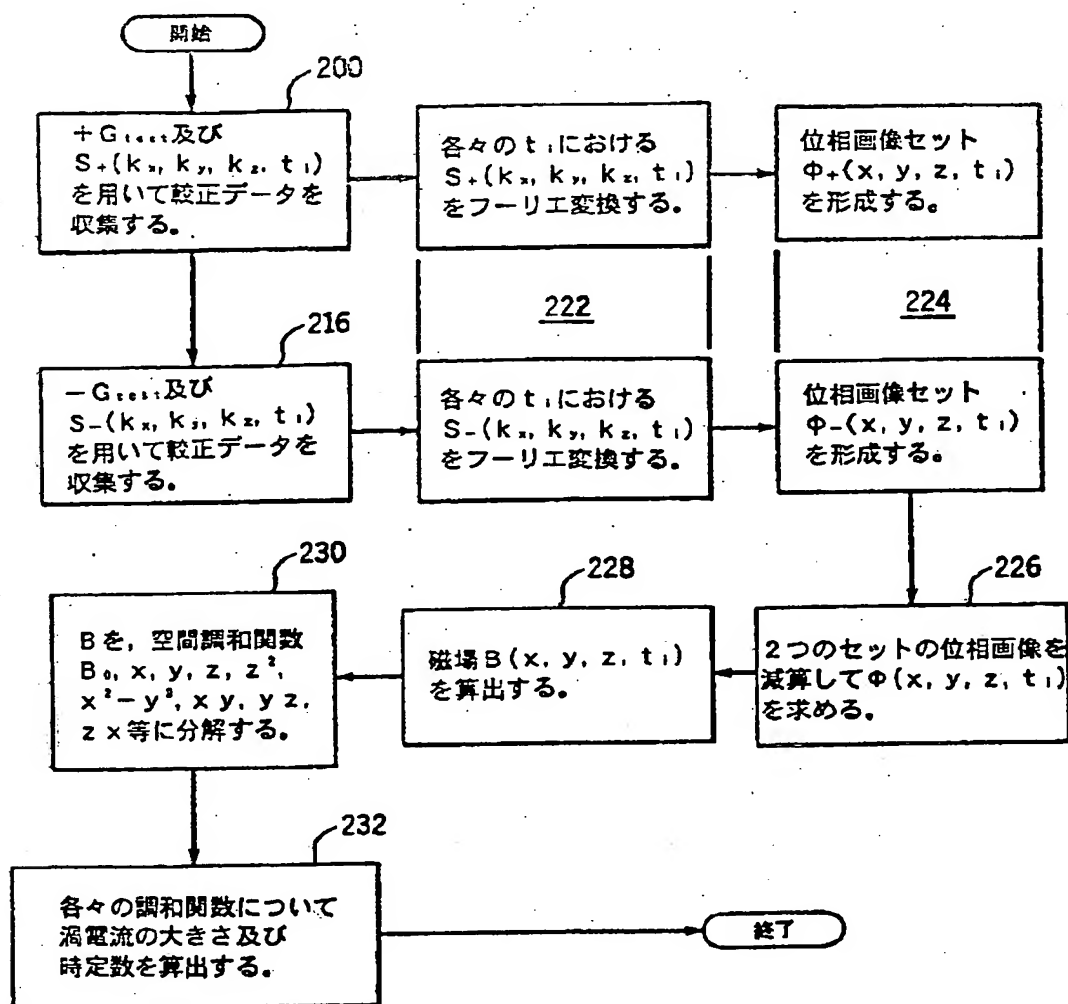 開始
200
+Gtest及び
S+(kx, ky, kz, ti)
を用いて較正データを
収集する。
各々のtiにおける
S+(kx, ky, kz, ti)
をフーリエ変換する。
位相画像セット
Φ+(x, y, z, ti)
を形成する。
222
224
216
-Gtest及び
S-(kx, ky, kz, ti)
を用いて較正データを
収集する。
各々のtiにおける
S-(kx, ky, kz, ti)
をフーリエ変換する。
位相画像セット
Φ-(x, y, z, ti)
を形成する。
230
Bを,空間調和関数
B0, x, y, z, z²,
x²-y², xy, yz,
zx等に分解する。
228
磁場B(x, y, z, ti)
を算出する。
226
2つのセットの位相画像を
減算してΦ(x, y, z, ti)
を求める。
232
各々の調和関数について
渦電流の大きさ及び
時定数を算出する。
終了